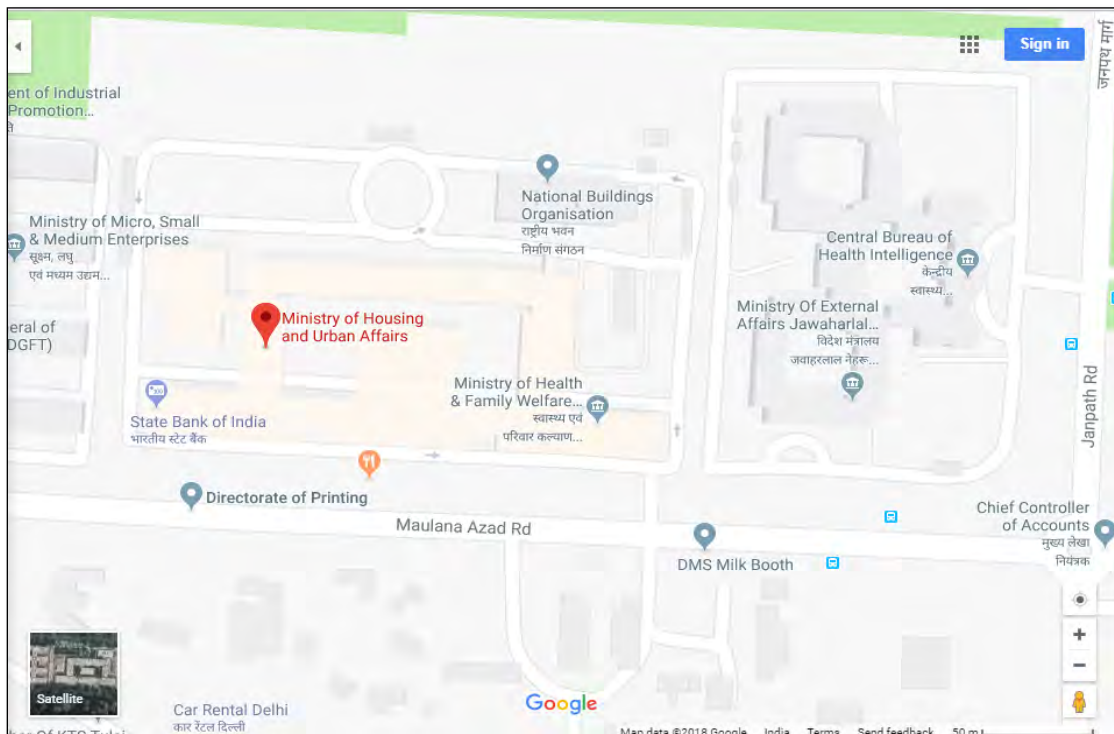 Sign in
जनपथ मार्ग
ent of Industrial
Promotion...
National Buildings
Organisation
राष्ट्रीय भवन
निर्माण संगठन
Ministry of Micro, Small
& Medium Enterprises
सूक्ष्म, लघु
एवं मध्यम उद्यम...
Central Bureau of
Health Intelligence
केन्द्रीय
स्वास्थ्य...
Ministry of Housing
and Urban Affairs
Ministry Of External
Affairs Jawaharlal...
विदेश मंत्रालय
जवाहरलाल नेहरू...
eral of
DGFT)
Janpath Rd
Ministry of Health
& Family Welfare...
स्वास्थ्य एवं
परिवार कल्याण...
State Bank of India
भारतीय स्टेट बैंक
Directorate of Printing
Maulana Azad Rd
Chief Controller
of Accounts
मुख्य लेखा
नियंत्रक
DMS Milk Booth
Satellite
Car Rental Delhi
कार रेंटल दिल्ली
Google
Map data ©2018 Google India Terms Send feedback 50 m